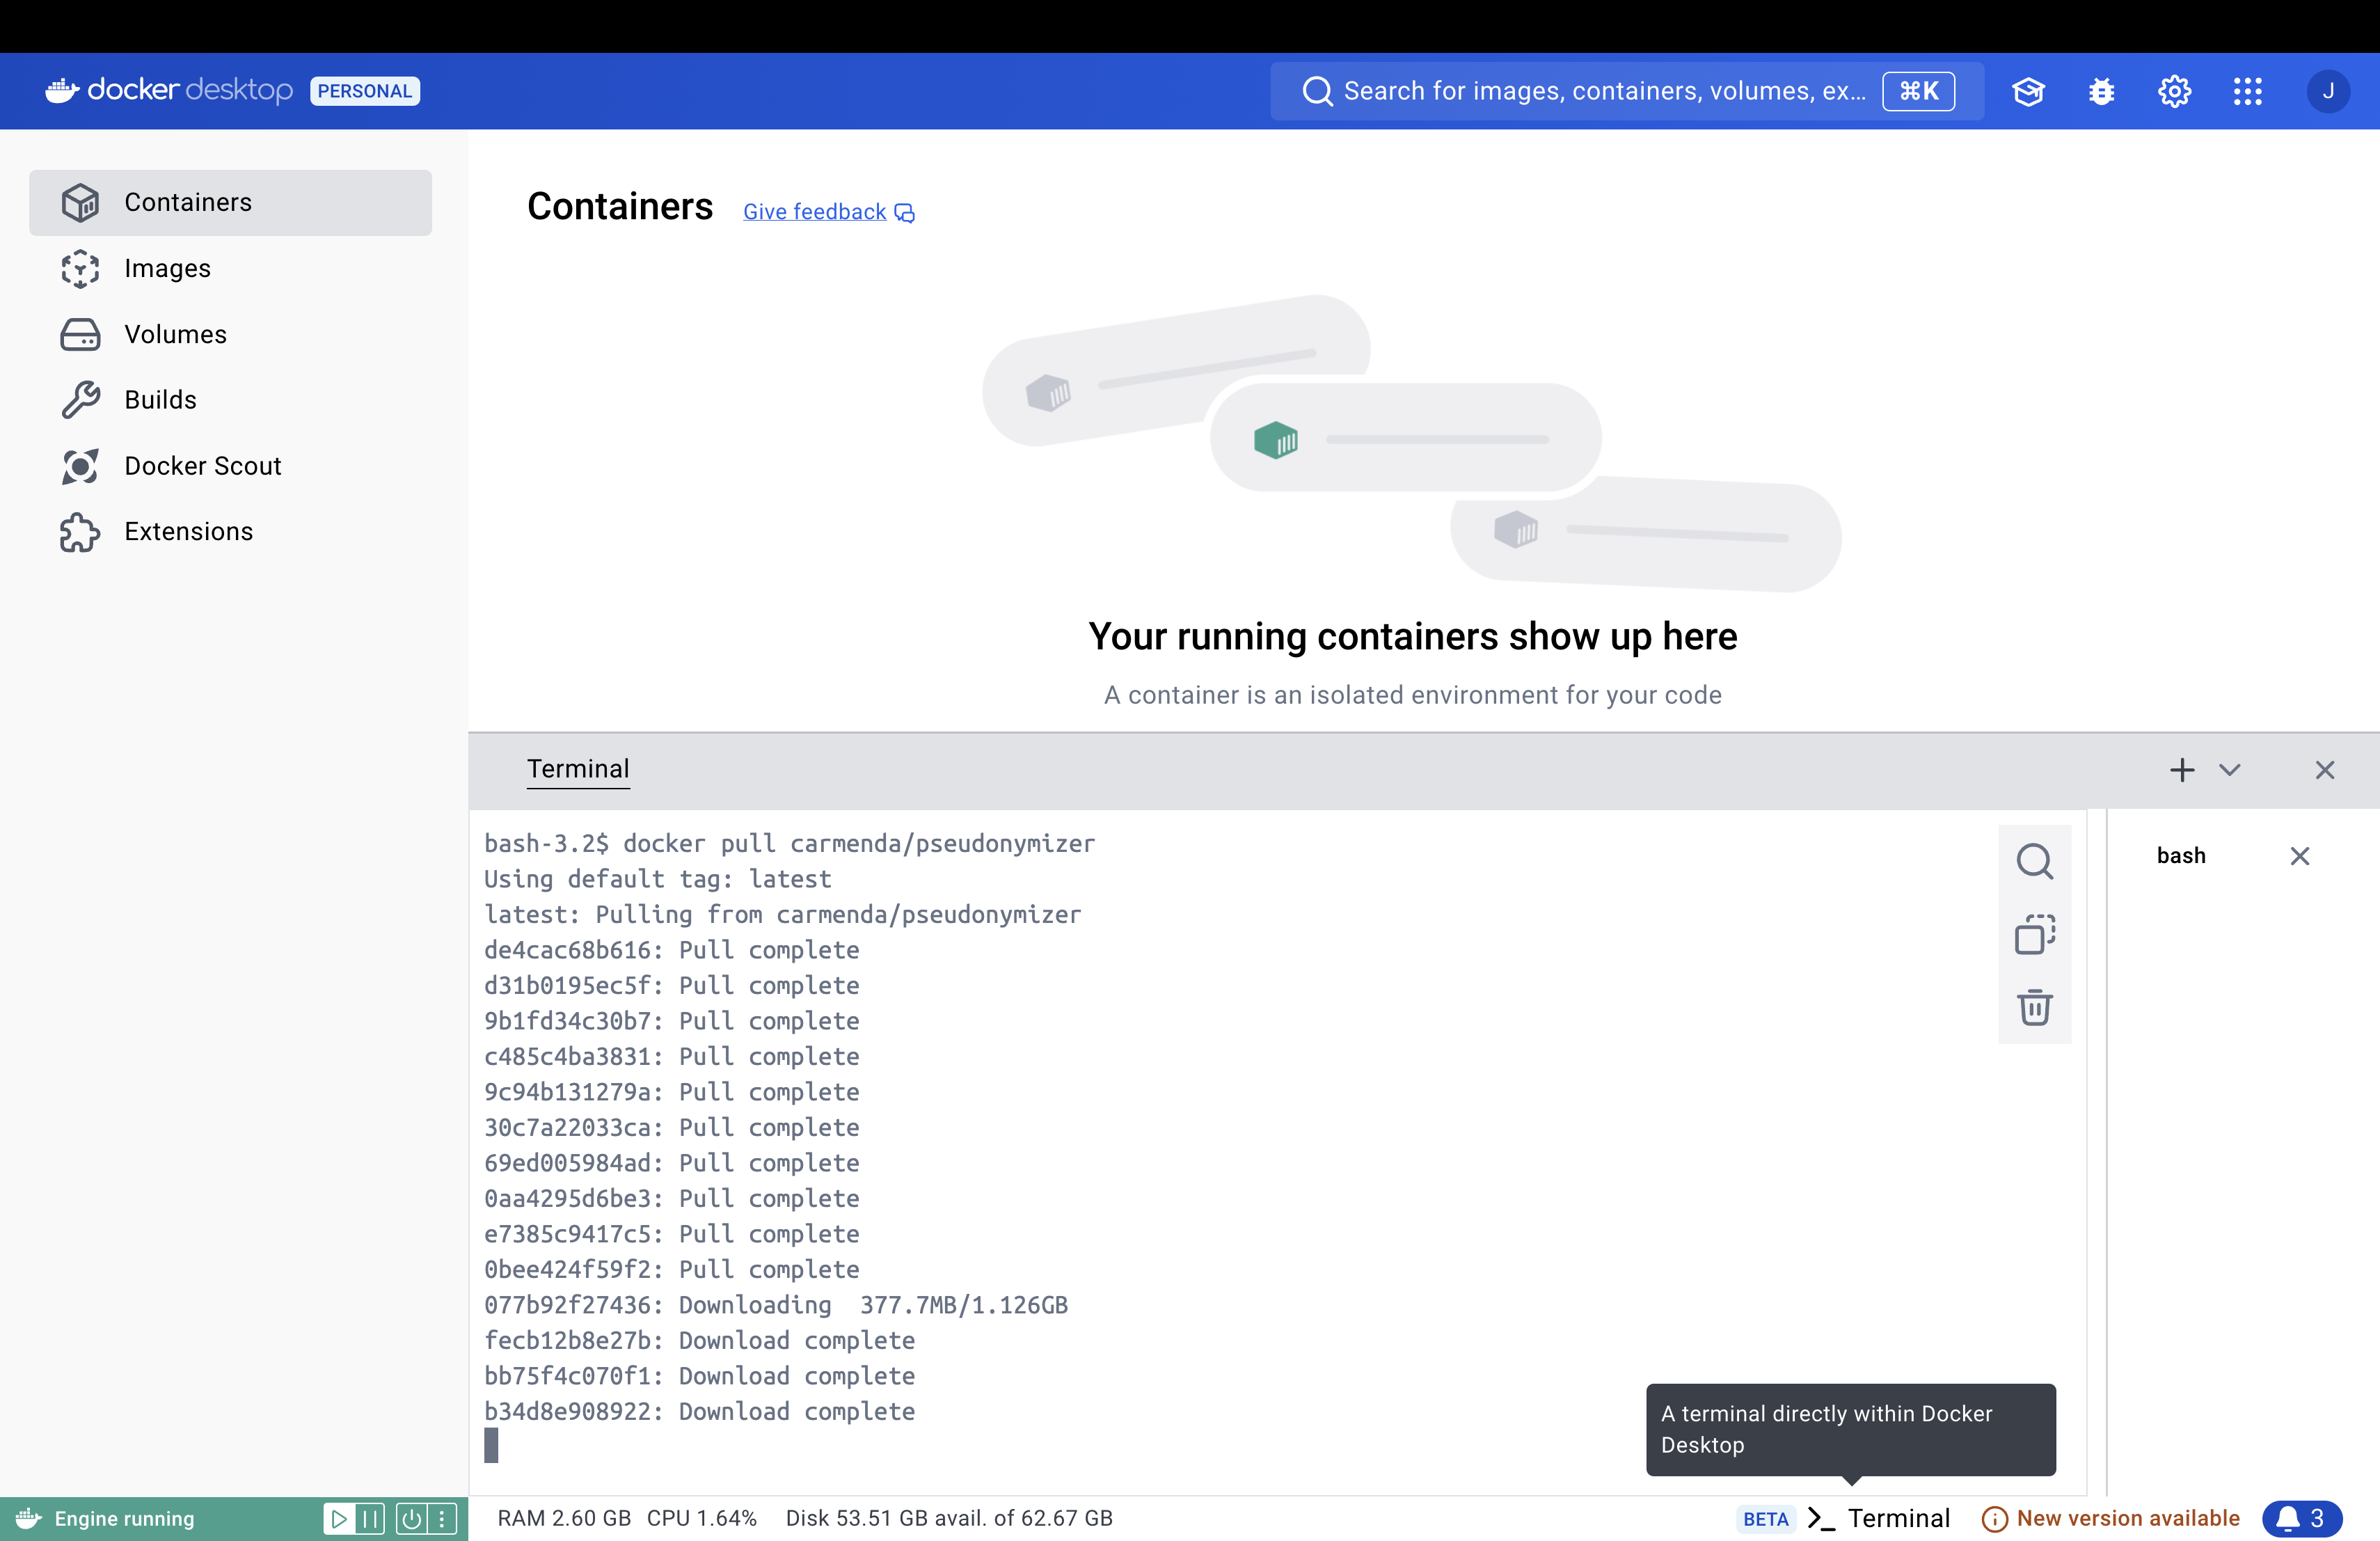 docker desktop PERSONAL
Search for images, containers, volumes, ex... ⌘K
J
Containers
Images
Volumes
Builds
Docker Scout
Extensions
Containers Give feedback
Your running containers show up here
A container is an isolated environment for your code
Terminal
bash-3.2$ docker pull carmenda/pseudonymizer
Using default tag: latest
latest: Pulling from carmenda/pseudonymizer
de4cac68b616: Pull complete
d31b0195ec5f: Pull complete
9b1fd34c30b7: Pull complete
c485c4ba3831: Pull complete
9c94b131279a: Pull complete
30c7a22033ca: Pull complete
69ed005984ad: Pull complete
0aa4295d6be3: Pull complete
e7385c9417c5: Pull complete
0bee424f59f2: Pull complete
077b92f27436: Downloading  377.7MB/1.126GB
fecb12b8e27b: Download complete
bb75f4c070f1: Download complete
b34d8e908922: Download complete
bash
A terminal directly within Docker
Desktop
Engine running
RAM 2.60 GB CPU 1.64% Disk 53.51 GB avail. of 62.67 GB
BETA >_ Terminal
New version available
3